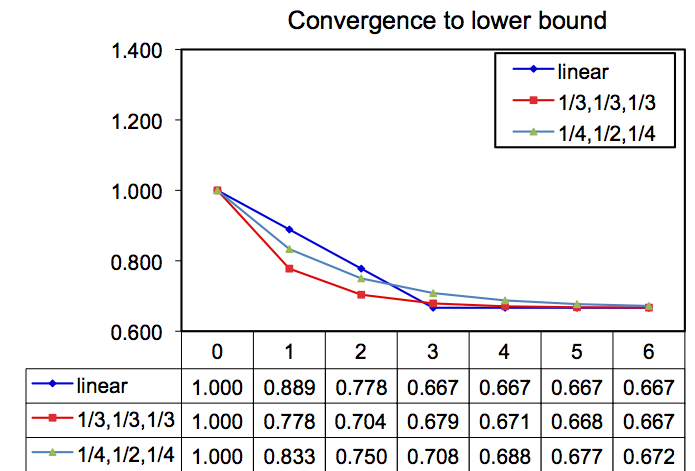 Convergence to lower bound
1.400
1.200
1.000
0.800
0.600
linear
1/3,1/3,1/3
1/4,1/2,1/4
0 1 2 3 4 5 6
linear 1.000 0.889 0.778 0.667 0.667 0.667 0.667
1/3,1/3,1/3 1.000 0.778 0.704 0.679 0.671 0.668 0.667
1/4,1/2,1/4 1.000 0.833 0.750 0.708 0.688 0.677 0.672